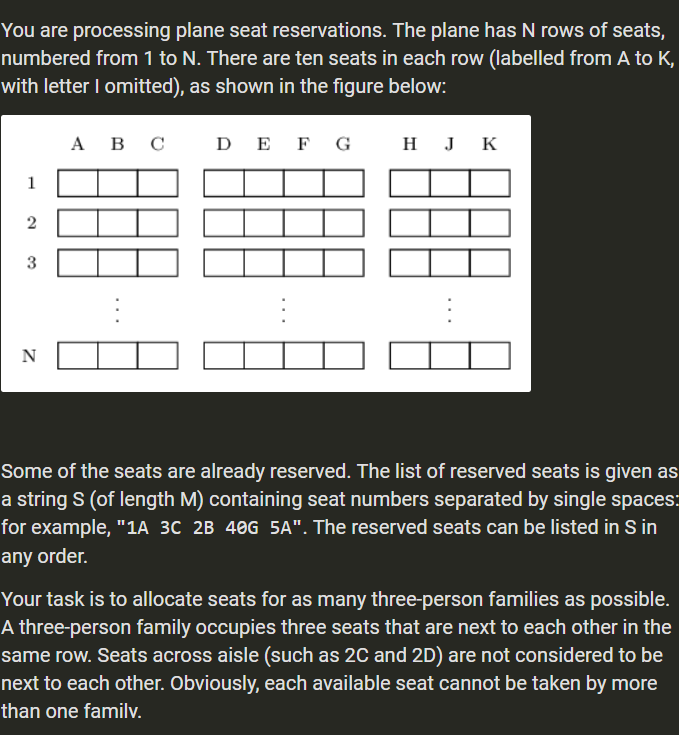 You are processing plane seat reservations. The plane has N rows of seats,
numbered from 1 to N. There are ten seats in each row (labelled from A to K,
with letter I omitted), as shown in the figure below:
A B C D E F G H J K
1
2
3
N
Some of the seats are already reserved. The list of reserved seats is given as
a string S (of length M) containing seat numbers separated by single spaces:
for example, "1A 3C 2B 40G 5A". The reserved seats can be listed in S in
any order.
Your task is to allocate seats for as many three-person families as possible.
A three-person family occupies three seats that are next to each other in the
same row. Seats across aisle (such as 2C and 2D) are not considered to be
next to each other. Obviously, each available seat cannot be taken by more
than one family.